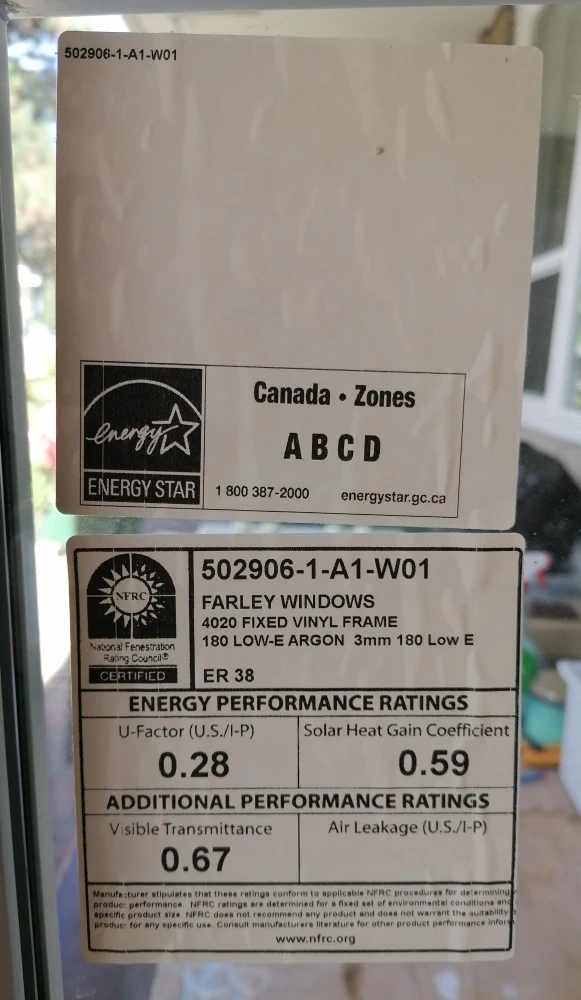 502906-1-A1-W01
energy
ENERGY STAR
Canada • Zones
A B C D
1 800 387-2000 energystar.gc.ca
NFRC
National Fenestration
Rating Council®
CERTIFIED
502906-1-A1-W01
FARLEY WINDOWS
4020 FIXED VINYL FRAME
180 LOW-E ARGON 3mm 180 Low E
ER 38
ENERGY PERFORMANCE RATINGS
U-Factor (U.S./I-P) Solar Heat Gain Coefficient
0.28 0.59
ADDITIONAL PERFORMANCE RATINGS
Visible Transmittance Air Leakage (U.S./I-P)
0.67
Manufacturer stipulates that these ratings conform to applicable NFRC procedures for determining
product performance. NFRC ratings are determined for a fixed set of environmental conditions and
specific product size. NFRC does not recommend any product and does not warrant the suitability
product for any specific use. Consult manufacturers literature for other product performance
www.nfrc.org